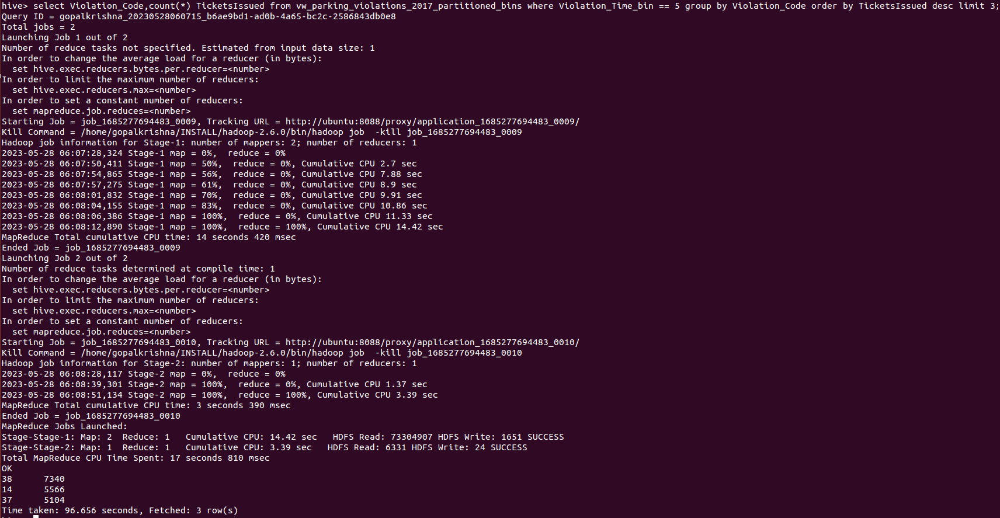 hive> select Violation_Code,count(*) TicketsIssued from vw_parking_violations_2017_partitioned_bins where Violation_Time_bin == 5 group by Violation_Code order by TicketsIssued desc limit 3;
Query ID = gopalkrishna_20230528060715_b6ae9bd1-ad0b-4a65-bc2c-2586843db0e8
Total jobs = 2
Launching Job 1 out of 2
Number of reduce tasks not specified. Estimated from input data size: 1
In order to change the average load for a reducer (in bytes):
  set hive.exec.reducers.bytes.per.reducer=<number>
In order to limit the maximum number of reducers:
  set hive.exec.reducers.max=<number>
In order to set a constant number of reducers:
  set mapreduce.job.reduces=<number>
Starting Job = job_1685277694483_0009, Tracking URL = http://ubuntu:8088/proxy/application_1685277694483_0009/
Kill Command = /home/gopalkrishna/INSTALL/hadoop-2.6.0/bin/hadoop job  -kill job_1685277694483_0009
Hadoop job information for Stage-1: number of mappers: 2; number of reducers: 1
2023-05-28 06:07:28,324 Stage-1 map = 0%,  reduce = 0%
2023-05-28 06:07:50,411 Stage-1 map = 50%,  reduce = 0%, Cumulative CPU 2.7 sec
2023-05-28 06:07:54,865 Stage-1 map = 56%,  reduce = 0%, Cumulative CPU 7.88 sec
2023-05-28 06:07:57,275 Stage-1 map = 61%,  reduce = 0%, Cumulative CPU 8.9 sec
2023-05-28 06:08:01,832 Stage-1 map = 70%,  reduce = 0%, Cumulative CPU 9.91 sec
2023-05-28 06:08:04,155 Stage-1 map = 83%,  reduce = 0%, Cumulative CPU 10.86 sec
2023-05-28 06:08:06,386 Stage-1 map = 100%,  reduce = 0%, Cumulative CPU 11.33 sec
2023-05-28 06:08:12,890 Stage-1 map = 100%,  reduce = 100%, Cumulative CPU 14.42 sec
MapReduce Total cumulative CPU time: 14 seconds 420 msec
Ended Job = job_1685277694483_0009
Launching Job 2 out of 2
Number of reduce tasks determined at compile time: 1
In order to change the average load for a reducer (in bytes):
  set hive.exec.reducers.bytes.per.reducer=<number>
In order to limit the maximum number of reducers:
  set hive.exec.reducers.max=<number>
In order to set a constant number of reducers:
  set mapreduce.job.reduces=<number>
Starting Job = job_1685277694483_0010, Tracking URL = http://ubuntu:8088/proxy/application_1685277694483_0010/
Kill Command = /home/gopalkrishna/INSTALL/hadoop-2.6.0/bin/hadoop job  -kill job_1685277694483_0010
Hadoop job information for Stage-2: number of mappers: 1; number of reducers: 1
2023-05-28 06:08:28,117 Stage-2 map = 0%,  reduce = 0%
2023-05-28 06:08:39,301 Stage-2 map = 100%,  reduce = 0%, Cumulative CPU 1.37 sec
2023-05-28 06:08:51,134 Stage-2 map = 100%,  reduce = 100%, Cumulative CPU 3.39 sec
MapReduce Total cumulative CPU time: 3 seconds 390 msec
Ended Job = job_1685277694483_0010
MapReduce Jobs Launched:
Stage-Stage-1: Map: 2  Reduce: 1   Cumulative CPU: 14.42 sec   HDFS Read: 73304907 HDFS Write: 1651 SUCCESS
Stage-Stage-2: Map: 1  Reduce: 1   Cumulative CPU: 3.39 sec   HDFS Read: 6331 HDFS Write: 24 SUCCESS
Total MapReduce CPU Time Spent: 17 seconds 810 msec
OK
38	7340
14	5566
37	5104
Time taken: 96.656 seconds, Fetched: 3 row(s)